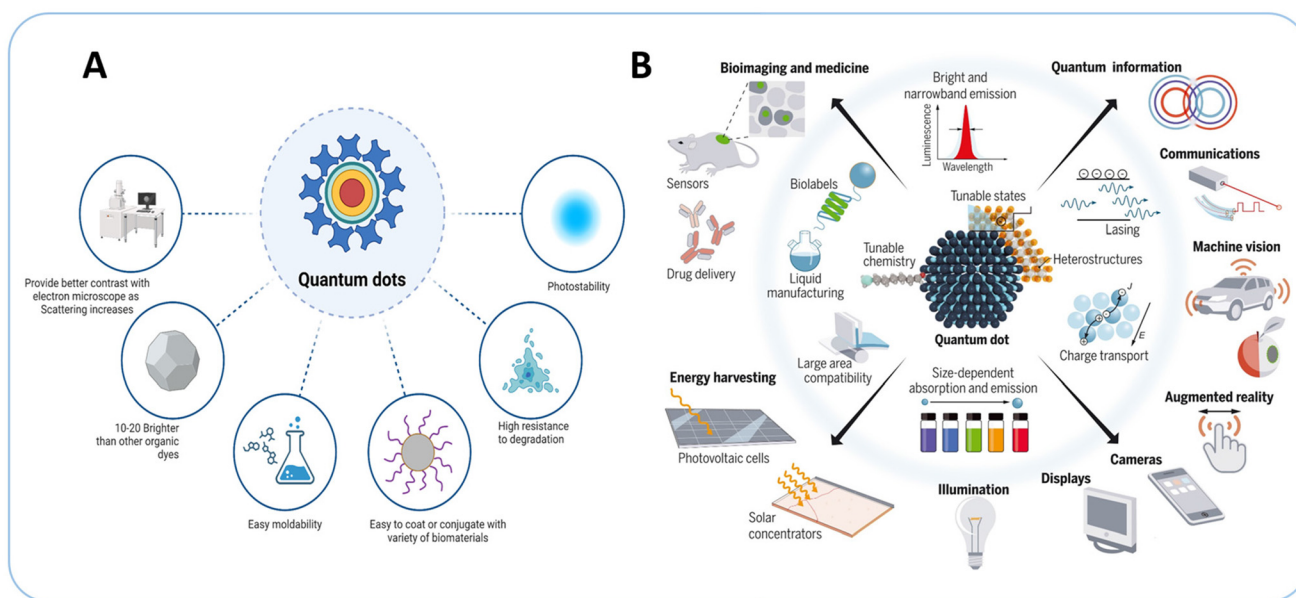 A
Quantum dots
Provide better contrast with
electron microscope as
Scattering increases
10-20 Brighter
than other organic
dyes
Easy moldability
Easy to coat or conjugate with
variety of biomaterials
High resistance
to degradation
Photostability
B
Bioimaging and medicine
Sensors
Drug delivery
Biolabels
Liquid
manufacturing
Bright and
narrowband emission
Luminescence
Wavelength
Tunable states
Tunable
chemistry
Heterostructures
Quantum dot
Large area
compatibility
Size-dependent
absorption and emission
Lasing
J
E
Charge transport
Quantum information
Communications
Machine vision
Augmented reality
Cameras
Displays
Illumination
Energy harvesting
Photovoltaic cells
Solar
concentrators